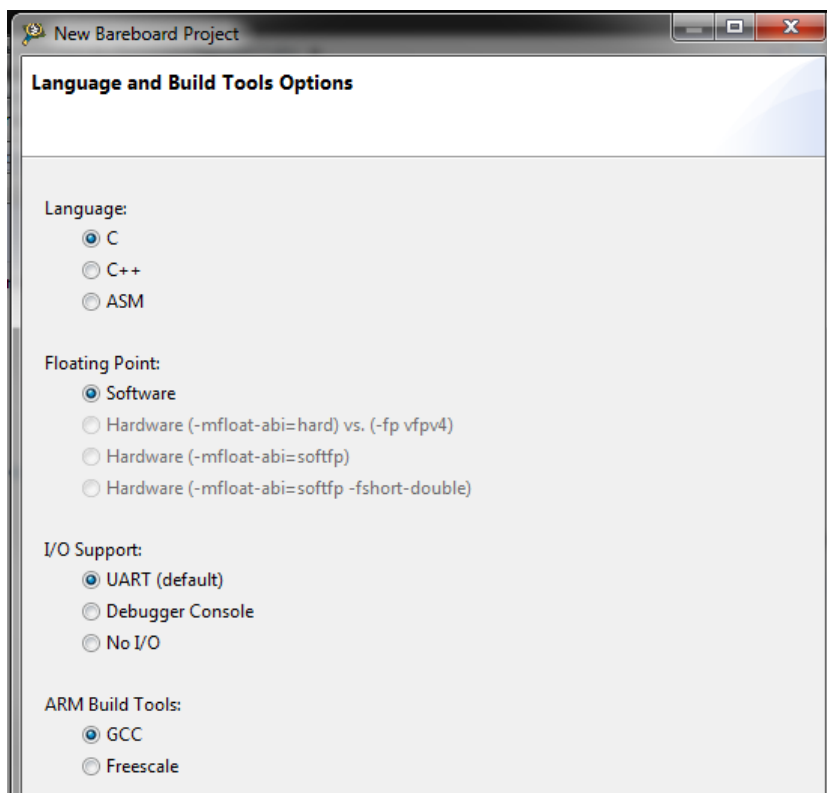 New Bareboard Project
Language and Build Tools Options
Language:
C
C++
ASM
Floating Point:
Software
Hardware (-mfloat-abi=hard) vs. (-fp vfpv4)
Hardware (-mfloat-abi=softfp)
Hardware (-mfloat-abi=softfp -fshort-double)
I/O Support:
UART (default)
Debugger Console
No I/O
ARM Build Tools:
GCC
Freescale